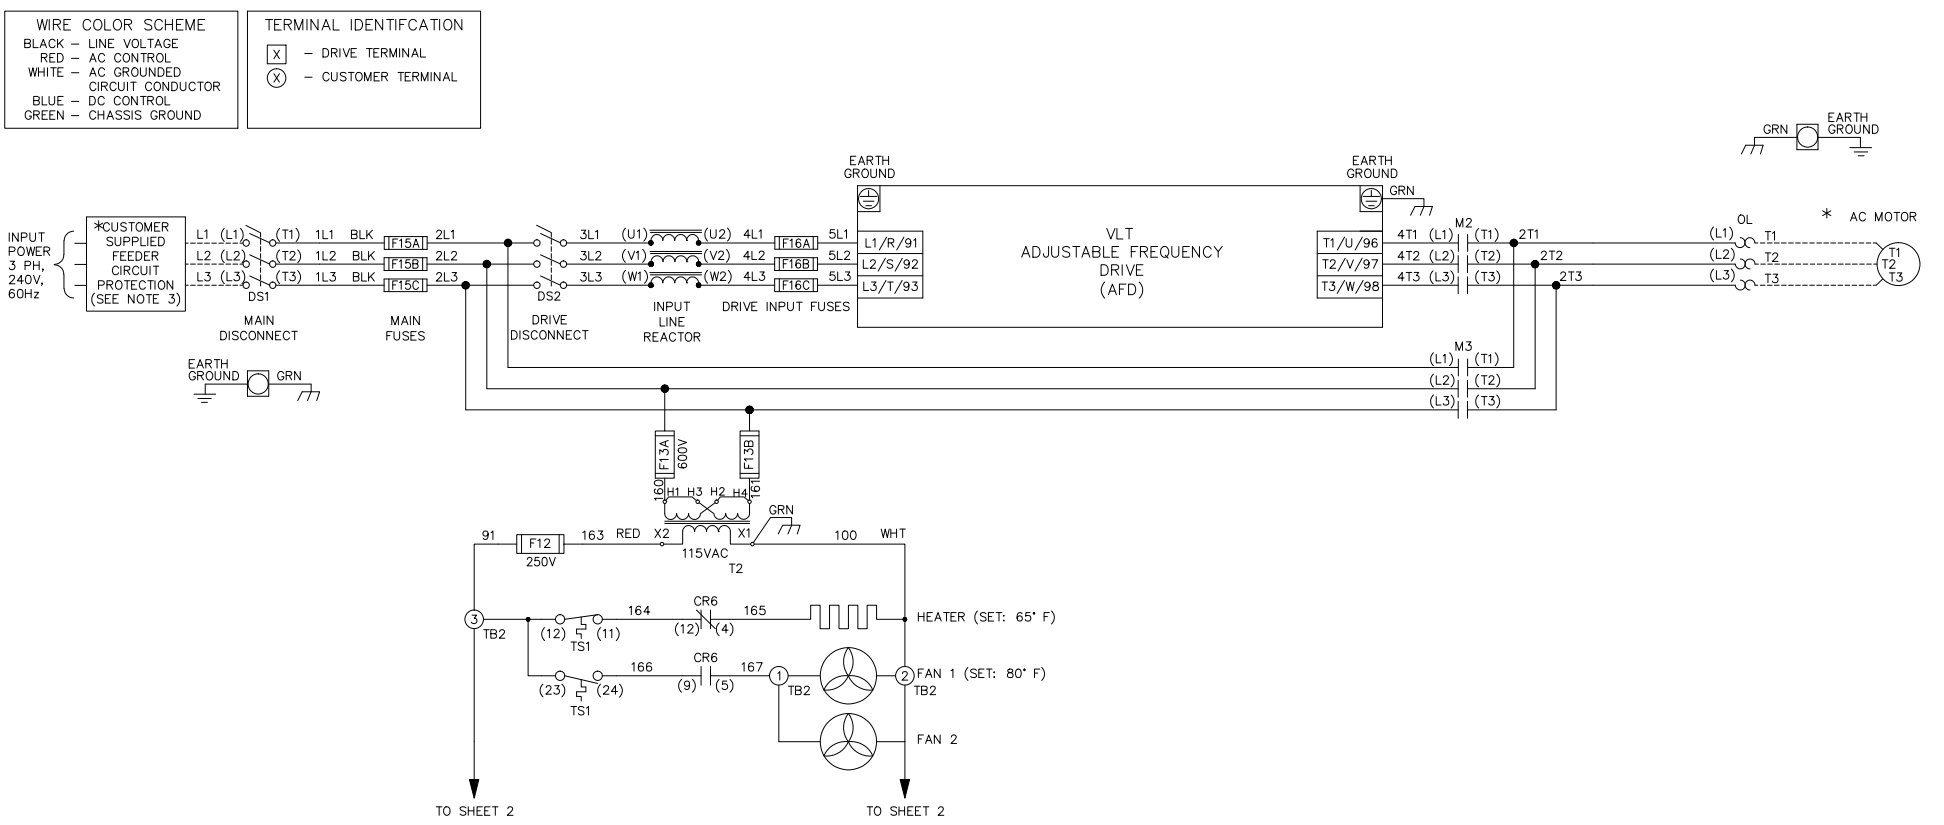 WIRE COLOR SCHEME
BLACK – LINE VOLTAGE
RED – AC CONTROL
WHITE – AC GROUNDED
CIRCUIT CONDUCTOR
BLUE – DC CONTROL
GREEN – CHASSIS GROUND
TERMINAL IDENTIFCATION
X – DRIVE TERMINAL
X – CUSTOMER TERMINAL
GRN
EARTH
GROUND
EARTH
GROUND
EARTH
GROUND
GRN
INPUT
POWER
3 PH,
240V,
60Hz
*CUSTOMER
SUPPLIED
FEEDER
CIRCUIT
PROTECTION
(SEE NOTE 3)
L1 (L1) (T1) 1L1 BLK F15A 2L1 3L1 (U1) (U2) 4L1 F16A 5L1 L1/R/91
L2 (L2) (T2) 1L2 BLK F15B 2L2 3L2 (V1) (V2) 4L2 F16B 5L2 L2/S/92
L3 (L3) (T3) 1L3 BLK F15C 2L3 3L3 (W1) (W2) 4L3 F16C 5L3 L3/T/93
DS1
DS2
MAIN
DISCONNECT
MAIN
FUSES
DRIVE
DISCONNECT
INPUT
LINE
REACTOR
DRIVE INPUT FUSES
VLT
ADJUSTABLE FREQUENCY
DRIVE
(AFD)
M2
OL
* AC MOTOR
T1/U/96 4T1 (L1) (T1) 2T1 (L1) T1
T2/V/97 4T2 (L2) (T2) 2T2 (L2) T2
T3/W/98 4T3 (L3) (T3) 2T3 (L3) T3
T1
T2
T3
M3
(L1) (T1)
(L2) (T2)
(L3) (T3)
EARTH
GROUND
GRN
F13A
600V
F13B
160
161
H1 H3 H2 H4
GRN
91 F12 163 RED X2 X1 100 WHT
250V
115VAC
T2
3
TB2
164 CR6 165
(12) (11) (12) (4)
TS1
HEATER (SET: 65° F)
166 CR6 167
(23) (24) (9) (5)
TS1
1
TB2
2
TB2
FAN 1 (SET: 80° F)
FAN 2
TO SHEET 2
TO SHEET 2